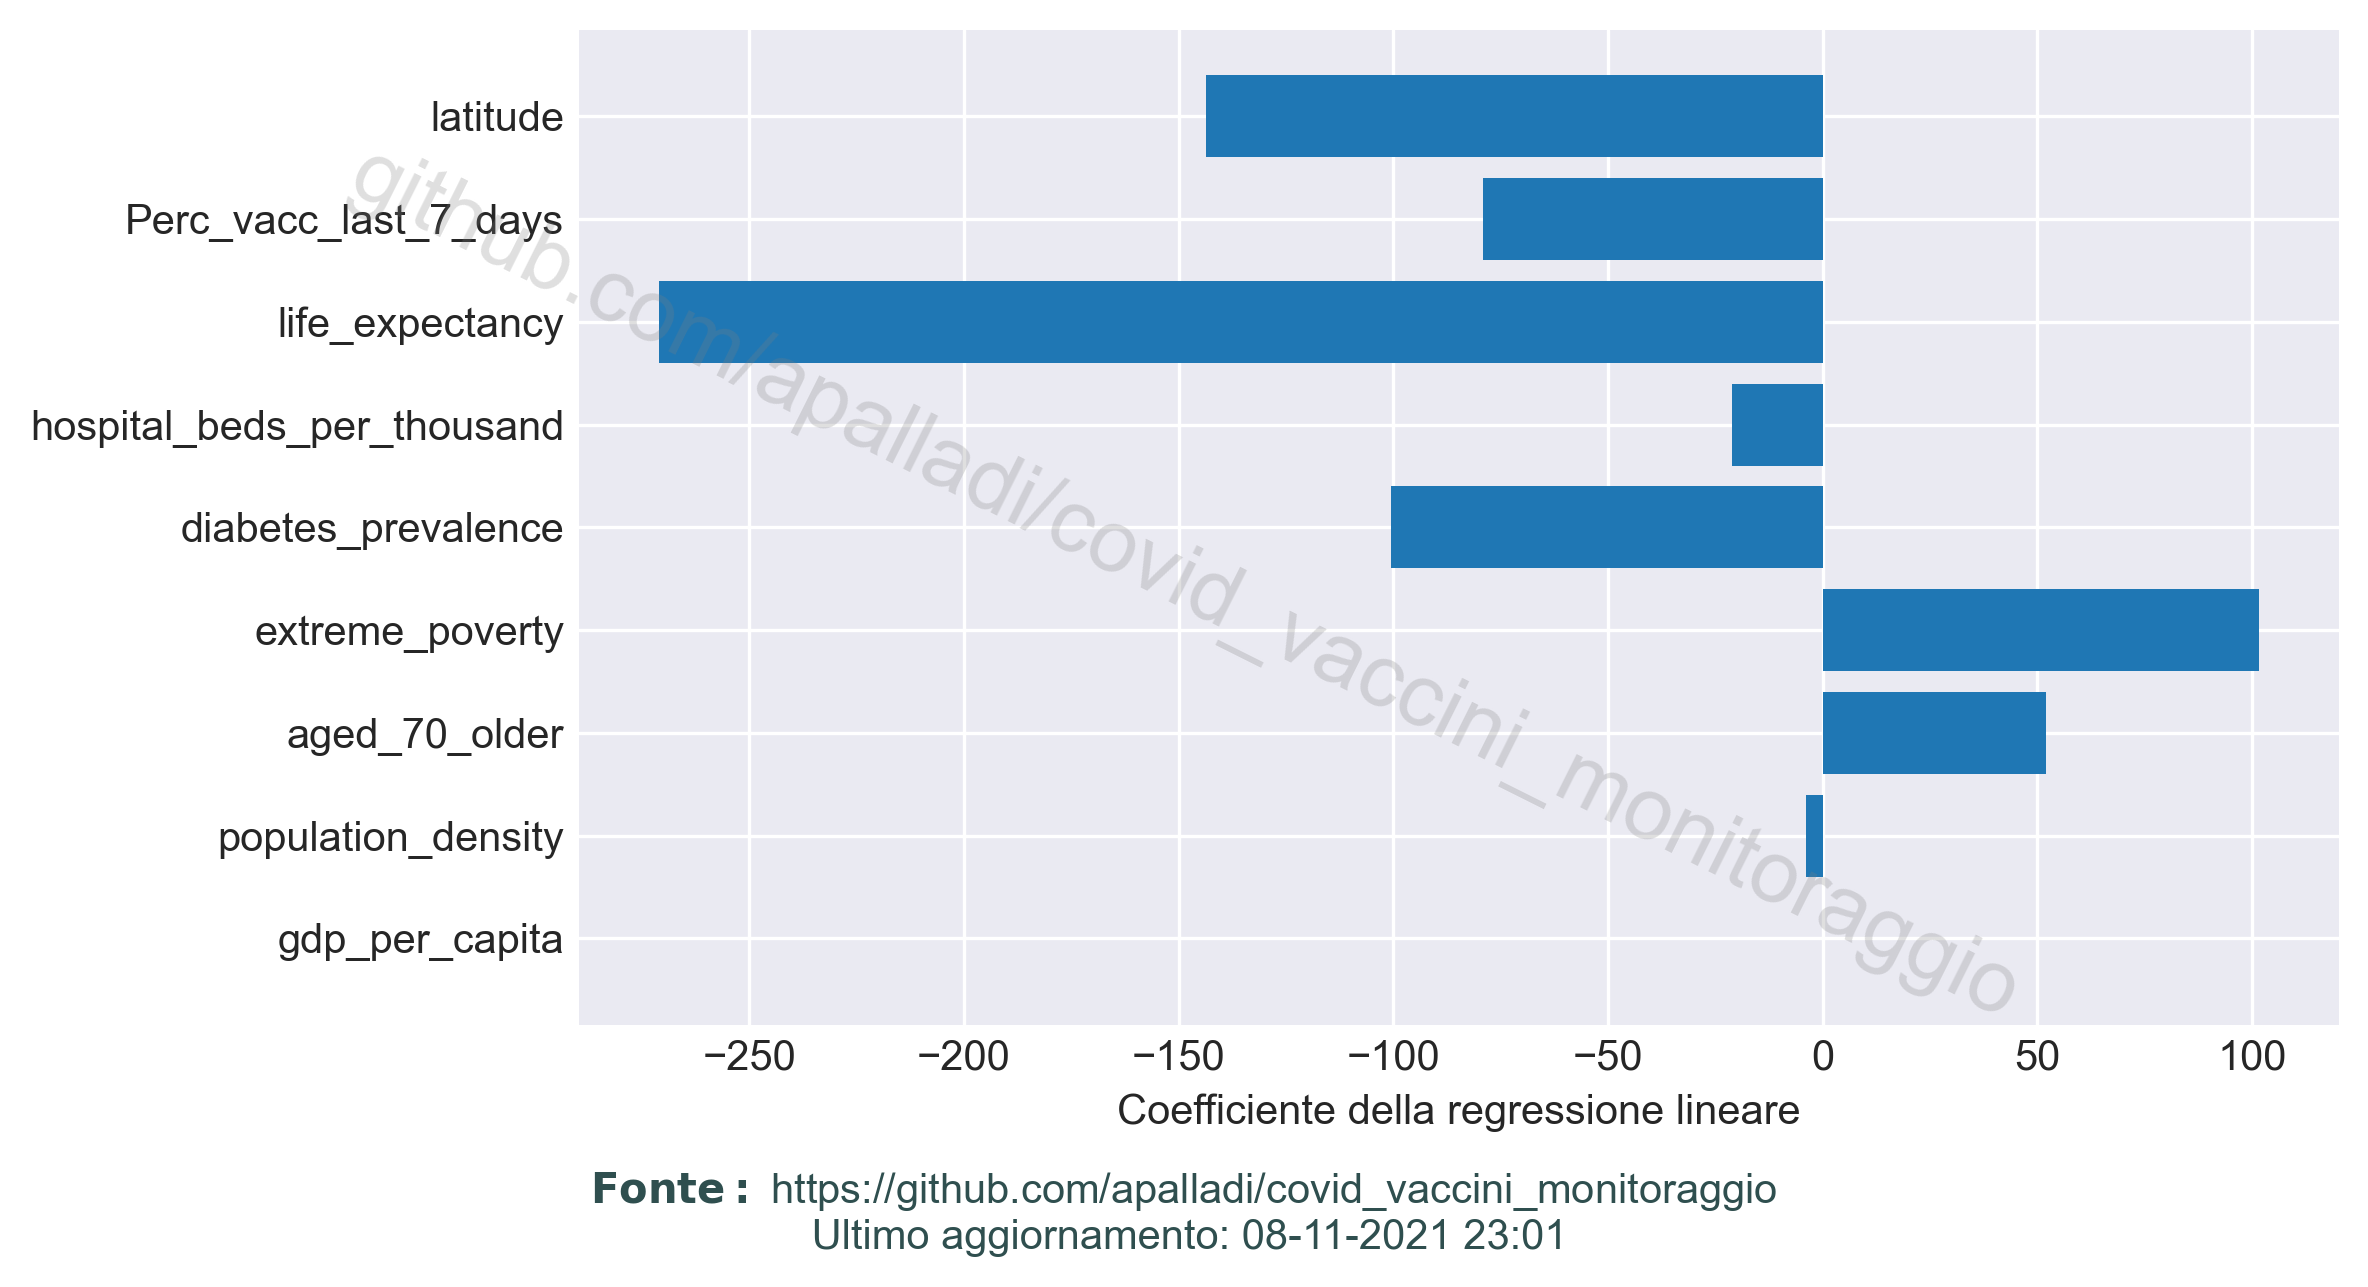 latitude
Perc_vacc_last_7_days
life_expectancy
hospital_beds_per_thousand
diabetes_prevalence
extreme_poverty
aged_70_older
population_density
gdp_per_capita
github.com/apalladi/covid_vaccini_monitoraggio
−250 −200 −150 −100 −50 0 50 100
Coefficiente della regressione lineare
Fonte: https://github.com/apalladi/covid_vaccini_monitoraggio
Ultimo aggiornamento: 08-11-2021 23:01